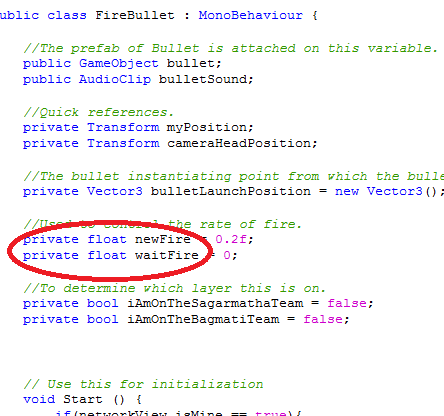 ublic class FireBullet : MonoBehaviour {
//The prefab of Bullet is attached on this variable.
public GameObject bullet;
public AudioClip bulletSound;
//Quick references.
private Transform myPosition;
private Transform cameraHeadPosition;
//The bullet instantiating point from which the bulle
private Vector3 bulletLaunchPosition = new Vector3();
//Used to control the rate of fire.
private float newFire = 0.2f;
private float waitFire = 0;
//To determine which layer this is on.
private bool iAmOnTheSagarmathaTeam = false;
private bool iAmOnTheBagmatiTeam = false;
// Use this for initialization
void Start () {
if(networkView.isMine == true){